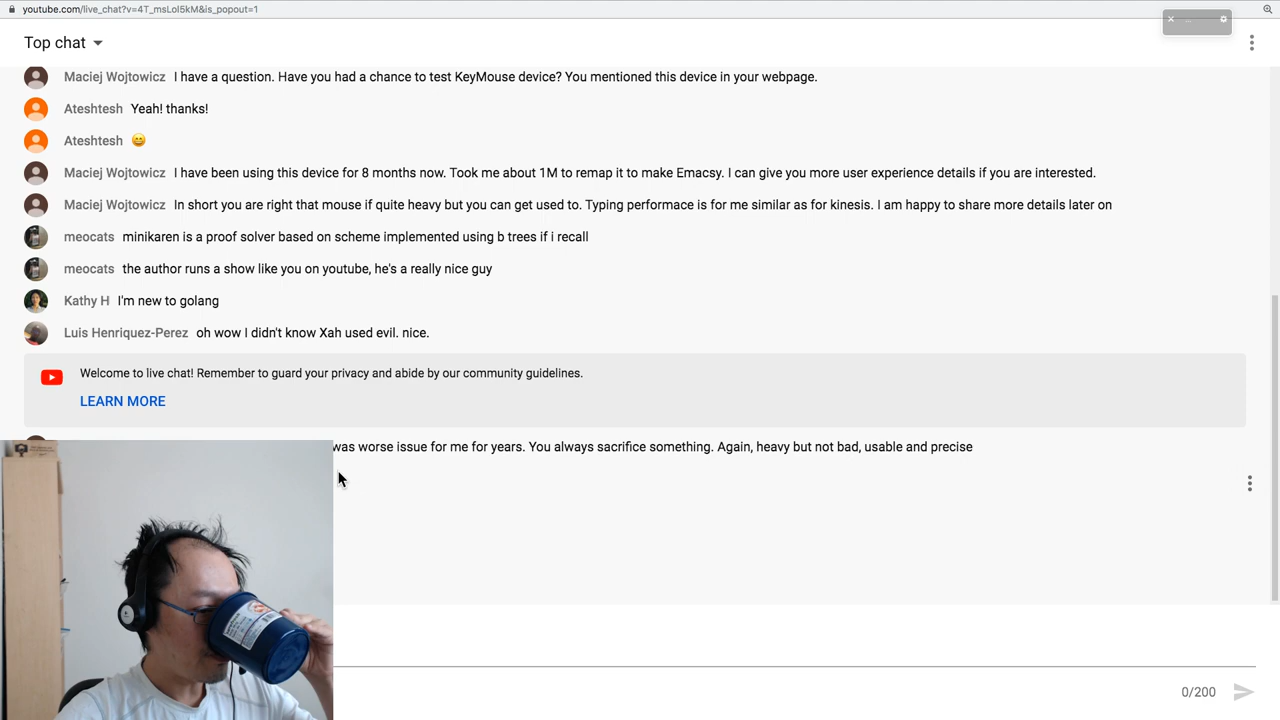 youtube.com/live_chat?v=4T_msLol5kM&is_popout=1
Top chat
Maciej Wojtowicz I have a question. Have you had a chance to test KeyMouse device? You mentioned this device in your webpage.
Ateshtesh Yeah! thanks!
Ateshtesh 😊
Maciej Wojtowicz I have been using this device for 8 months now. Took me about 1M to remap it to make Emacsy. I can give you more user experience details if you are interested.
Maciej Wojtowicz In short you are right that mouse if quite heavy but you can get used to. Typing performace is for me similar as for kinesis. I am happy to share more details later on
meocats minikaren is a proof solver based on scheme implemented using b trees if i recall
meocats the author runs a show like you on youtube, he's a really nice guy
Kathy H I'm new to golang
Luis Henriquez-Perez oh wow I didn't know Xah used evil. nice.
Welcome to live chat! Remember to guard your privacy and abide by our community guidelines.
LEARN MORE
was worse issue for me for years. You always sacrifice something. Again, heavy but not bad, usable and precise
0/200